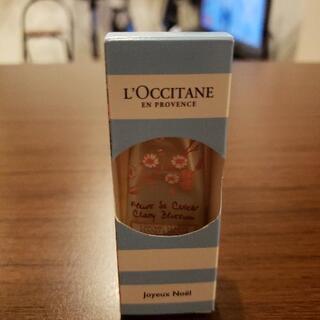 L'OCCITANE
EN PROVENCE
Fleurs de Cerisier
Cherry Blossom
Joyeux Noël